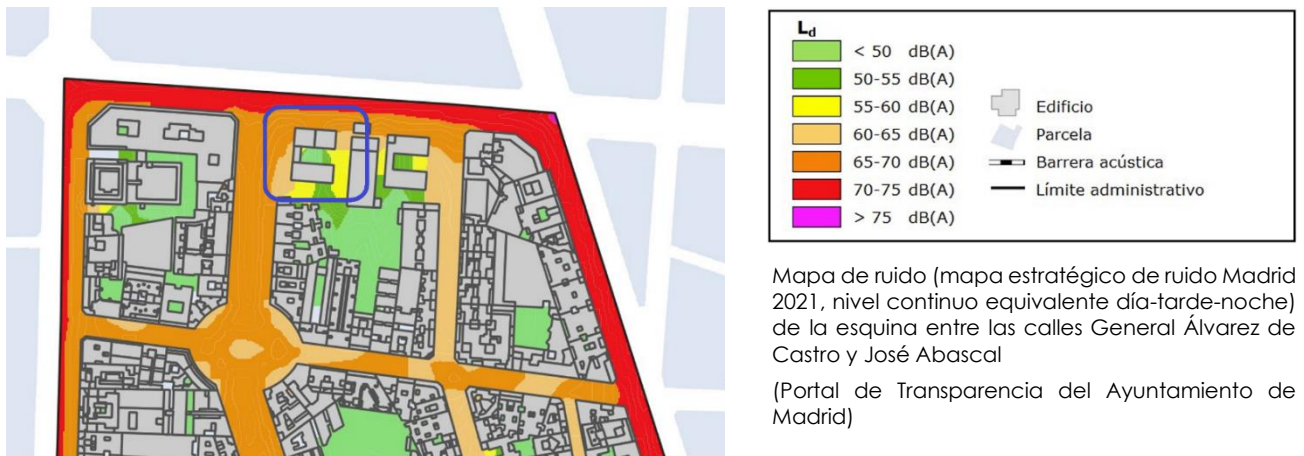 Ld
< 50 dB(A)
50-55 dB(A)
55-60 dB(A)
60-65 dB(A)
65-70 dB(A)
70-75 dB(A)
> 75 dB(A)
Edificio
Parcela
Barrera acústica
Límite administrativo
Mapa de ruido (mapa estratégico de ruido Madrid
2021, nivel continuo equivalente día-tarde-noche)
de la esquina entre las calles General Álvarez de
Castro y José Abascal
(Portal de Transparencia del Ayuntamiento de
Madrid)